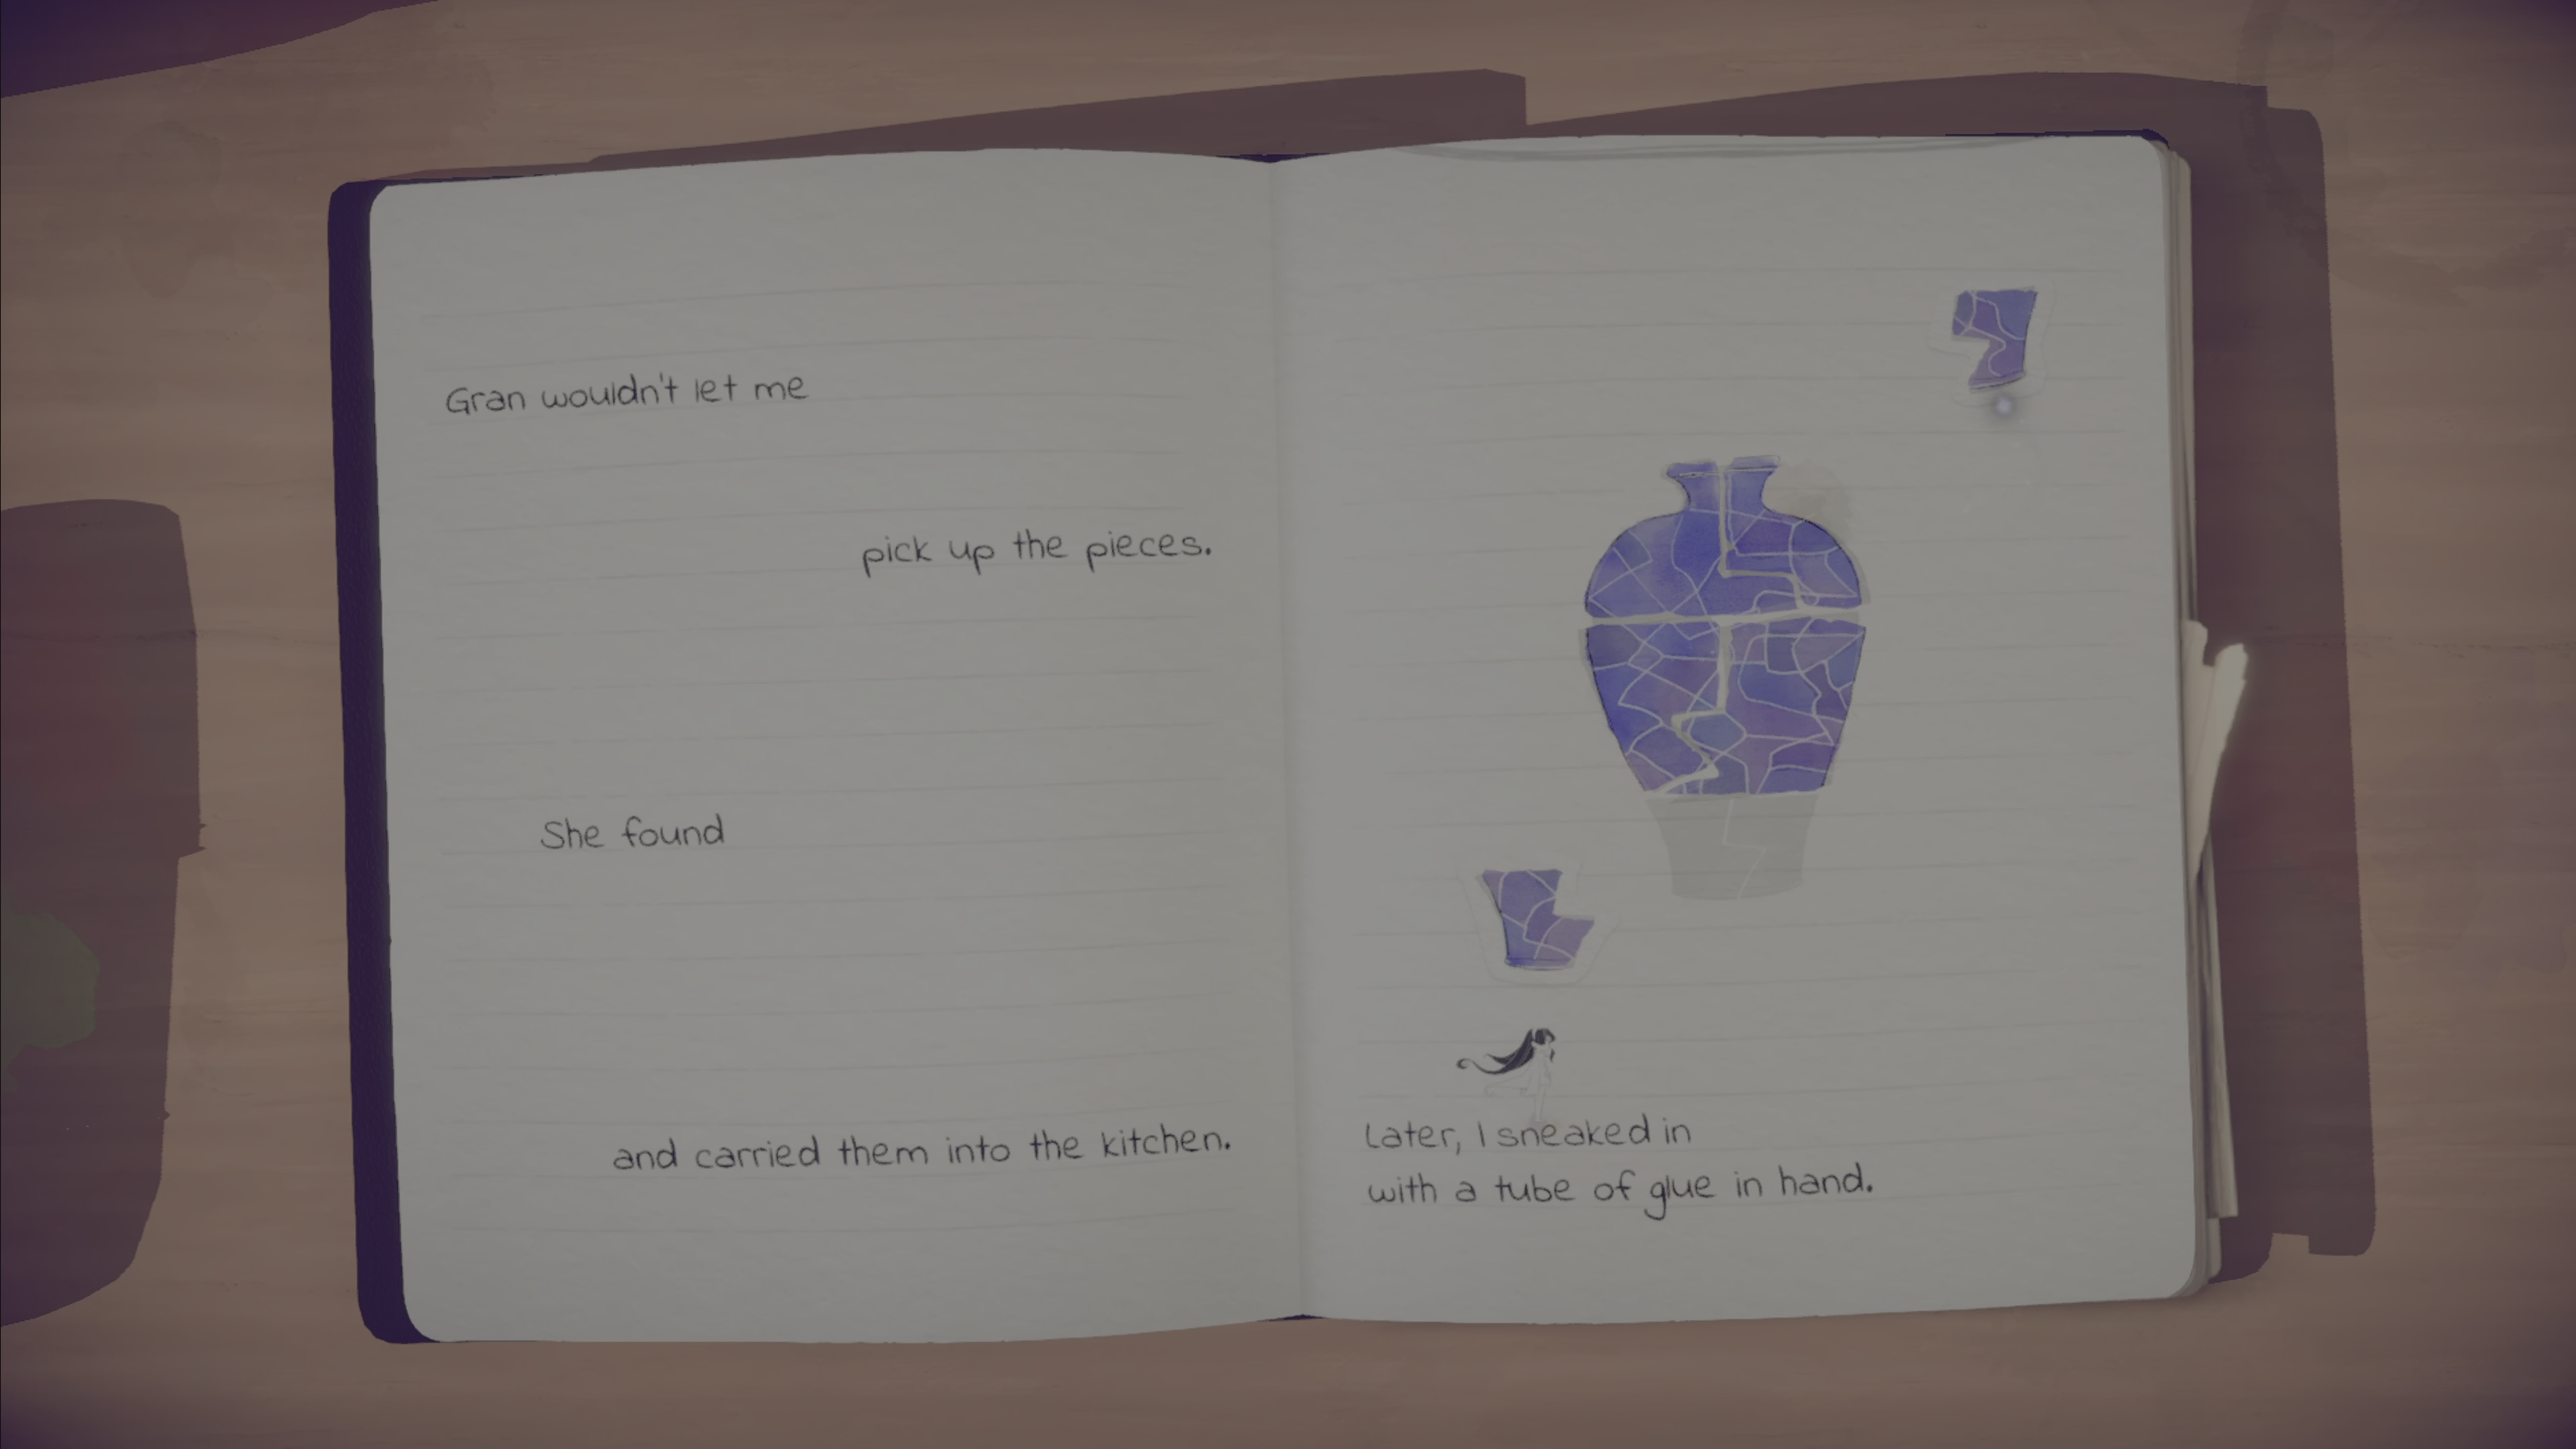 Gran wouldn't let me
pick up the pieces.
She found
and carried them into the kitchen.
Later, I sneaked in
with a tube of glue in hand.